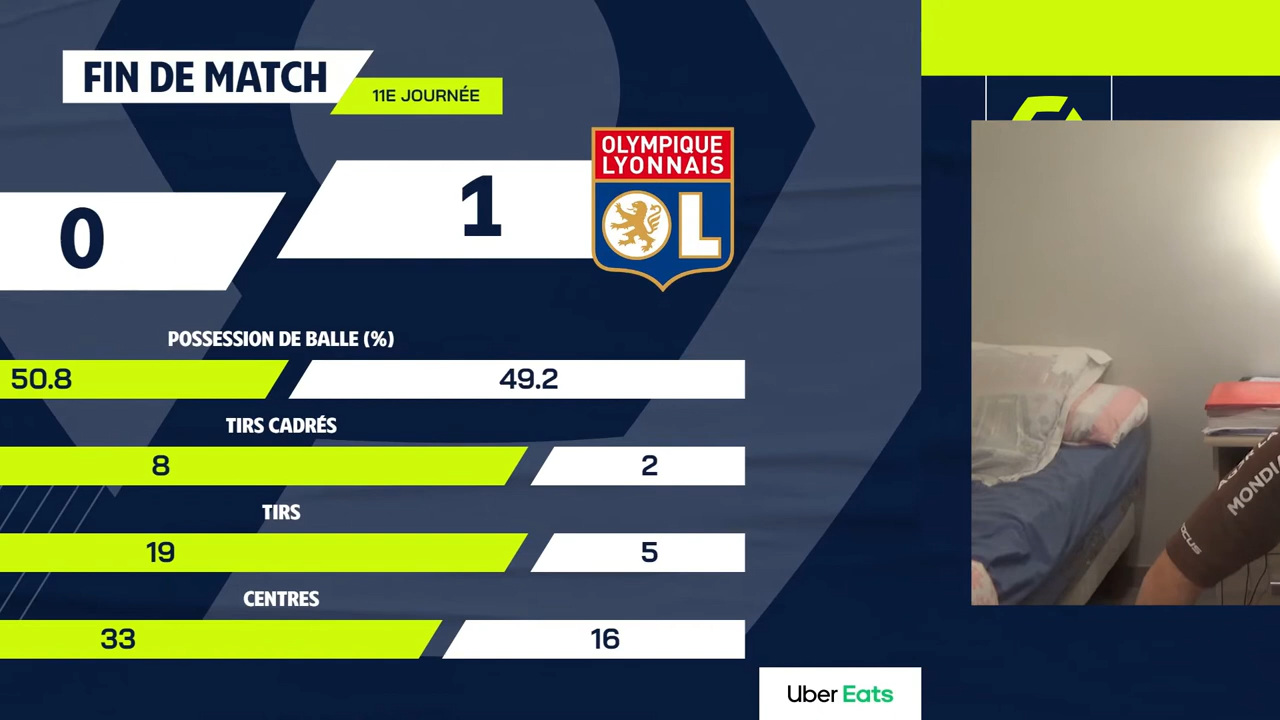 FIN DE MATCH
11E JOURNÉE
OLYMPIQUE
LYONNAIS
OL
0
1
POSSESSION DE BALLE (%)
50.8
49.2
TIRS CADRÉS
8
2
TIRS
19
5
CENTRES
33
16
Uber Eats